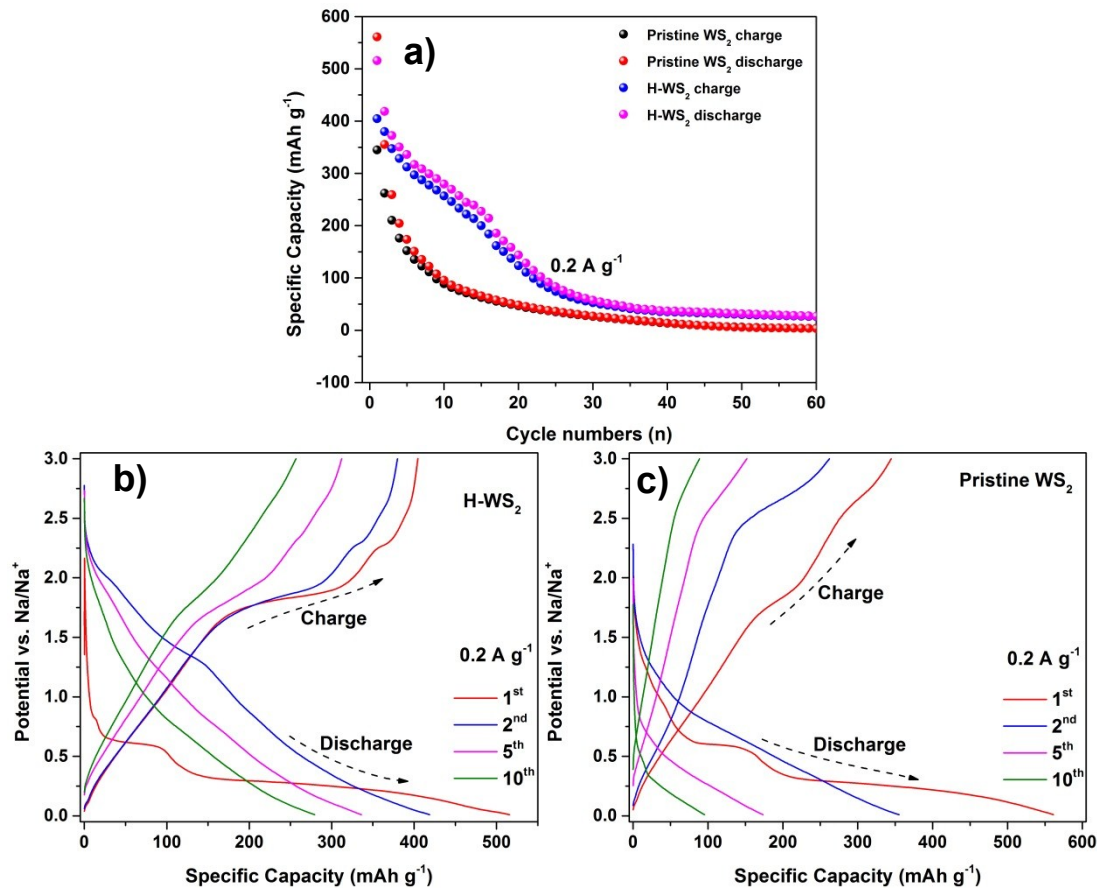 a)
Pristine WS₂ charge
Pristine WS₂ discharge
H-WS₂ charge
H-WS₂ discharge
0.2 A g⁻¹
Specific Capacity (mAh g⁻¹)
600
500
400
300
200
100
0
-100
0 10 20 30 40 50 60
Cycle numbers (n)
b)
H-WS₂
Charge
Discharge
0.2 A g⁻¹
1ˢᵗ
2ⁿᵈ
5ᵗʰ
10ᵗʰ
Potential vs. Na/Na⁺
3.0
2.5
2.0
1.5
1.0
0.5
0.0
0 100 200 300 400 500
Specific Capacity (mAh g⁻¹)
c)
Pristine WS₂
Charge
Discharge
0.2 A g⁻¹
1ˢᵗ
2ⁿᵈ
5ᵗʰ
10ᵗʰ
Potential vs. Na/Na⁺
3.0
2.5
2.0
1.5
1.0
0.5
0.0
0 100 200 300 400 500 600
Specific Capacity (mAh g⁻¹)